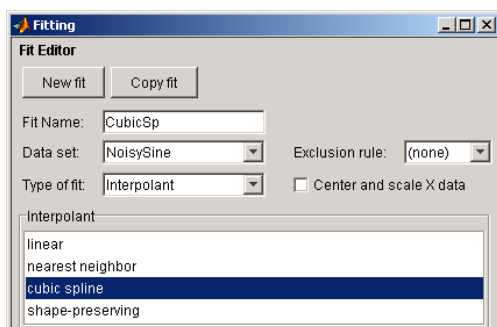 Fitting
Fit Editor
New fit Copy fit
Fit Name: CubicSp
Data set: NoisySine Exclusion rule: (none)
Type of fit: Interpolant Center and scale X data
Interpolant
linear
nearest neighbor
cubic spline
shape-preserving